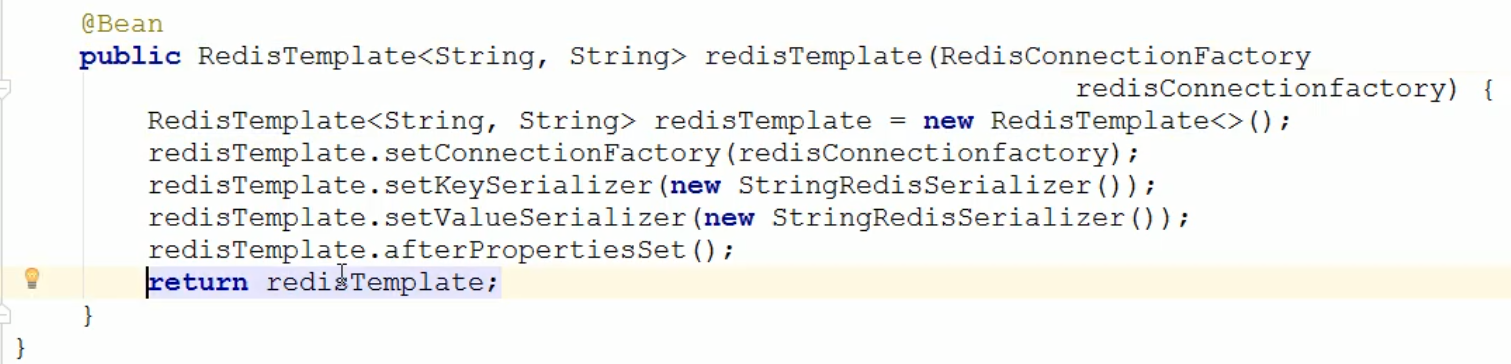 @Bean
public RedisTemplate<String, String> redisTemplate(RedisConnectionFactory
redisConnectionfactory) {
RedisTemplate<String, String> redisTemplate = new RedisTemplate<>();
redisTemplate.setConnectionFactory(redisConnectionfactory);
redisTemplate.setKeySerializer(new StringRedisSerializer());
redisTemplate.setValueSerializer(new StringRedisSerializer());
redisTemplate.afterPropertiesSet();
return redisTemplate;
}
}